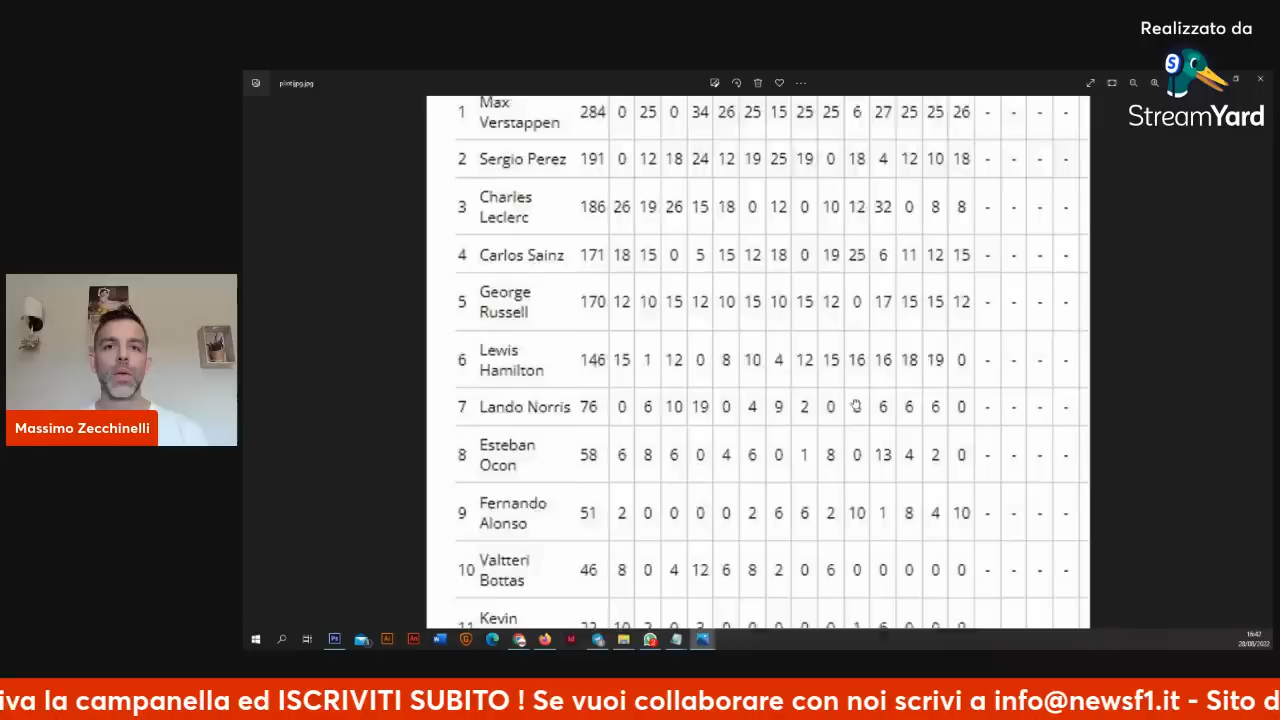 Realizzato da
StreamYard
pilotijpg.jpg
1 Max Verstappen 284 0 25 0 34 26 25 15 25 25 6 27 25 25 26 - - - -
2 Sergio Perez 191 0 12 18 24 12 19 25 19 0 18 4 12 10 18 - - - -
3 Charles Leclerc 186 26 19 26 15 18 0 12 0 10 12 32 0 8 8 - - - -
4 Carlos Sainz 171 18 15 0 5 15 12 18 0 19 25 6 11 12 15 - - - -
5 George Russell 170 12 10 15 12 10 15 10 15 12 0 17 15 15 12 - - - -
6 Lewis Hamilton 146 15 1 12 0 8 10 4 12 15 16 16 18 19 0 - - - -
7 Lando Norris 76 0 6 10 19 0 4 9 2 0 6 6 6 0 - - - -
8 Esteban Ocon 58 6 8 6 0 4 6 0 1 8 0 13 4 2 0 - - - -
9 Fernando Alonso 51 2 0 0 0 0 2 6 6 2 10 1 8 4 10 - - - -
10 Valtteri Bottas 46 8 0 4 12 6 8 2 0 6 0 0 0 0 0 - - - -
Kevin
Massimo Zecchinelli
16:42
28/08/2022
iva la campanella ed ISCRIVITI SUBITO ! Se vuoi collaborare con noi scrivi a info@newsf1.it - Sito d